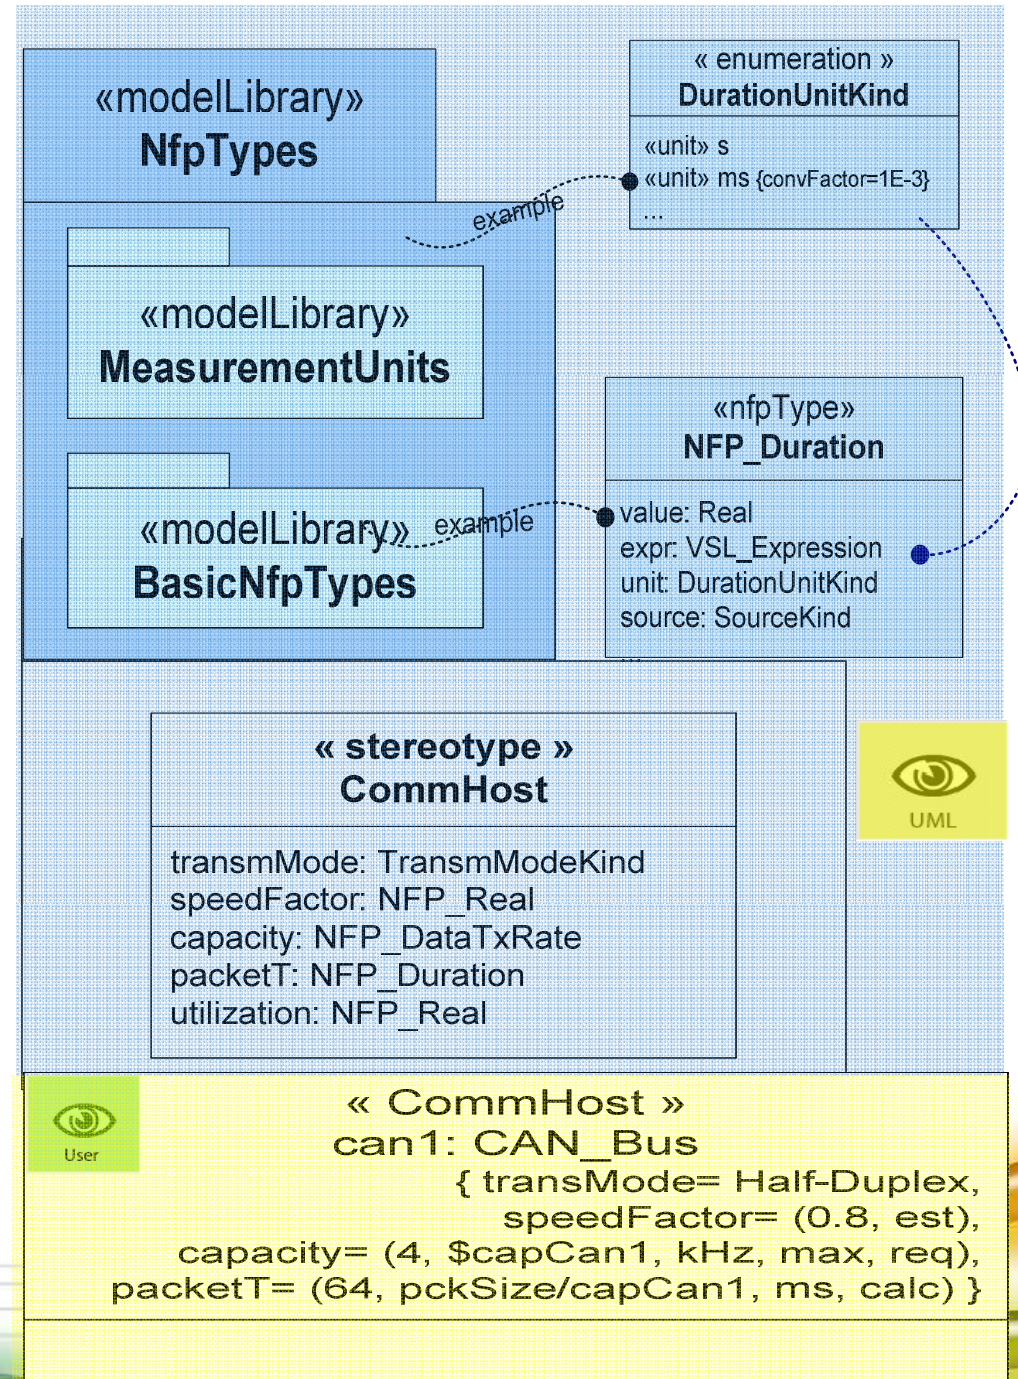 «modelLibrary»
NfpTypes
« enumeration »
DurationUnitKind
«unit» s
«unit» ms {convFactor=1E-3}
...
example
«modelLibrary»
MeasurementUnits
«nfpType»
NFP_Duration
value: Real
expr: VSL_Expression
unit: DurationUnitKind
source: SourceKind
...
example
«modelLibrary»
BasicNfpTypes
« stereotype »
CommHost
transmMode: TransmModeKind
speedFactor: NFP_Real
capacity: NFP_DataTxRate
packetT: NFP_Duration
utilization: NFP_Real
UML
User
« CommHost »
can1: CAN_Bus
{ transMode= Half-Duplex,
speedFactor= (0.8, est),
capacity= (4, $capCan1, kHz, max, req),
packetT= (64, pckSize/capCan1, ms, calc) }